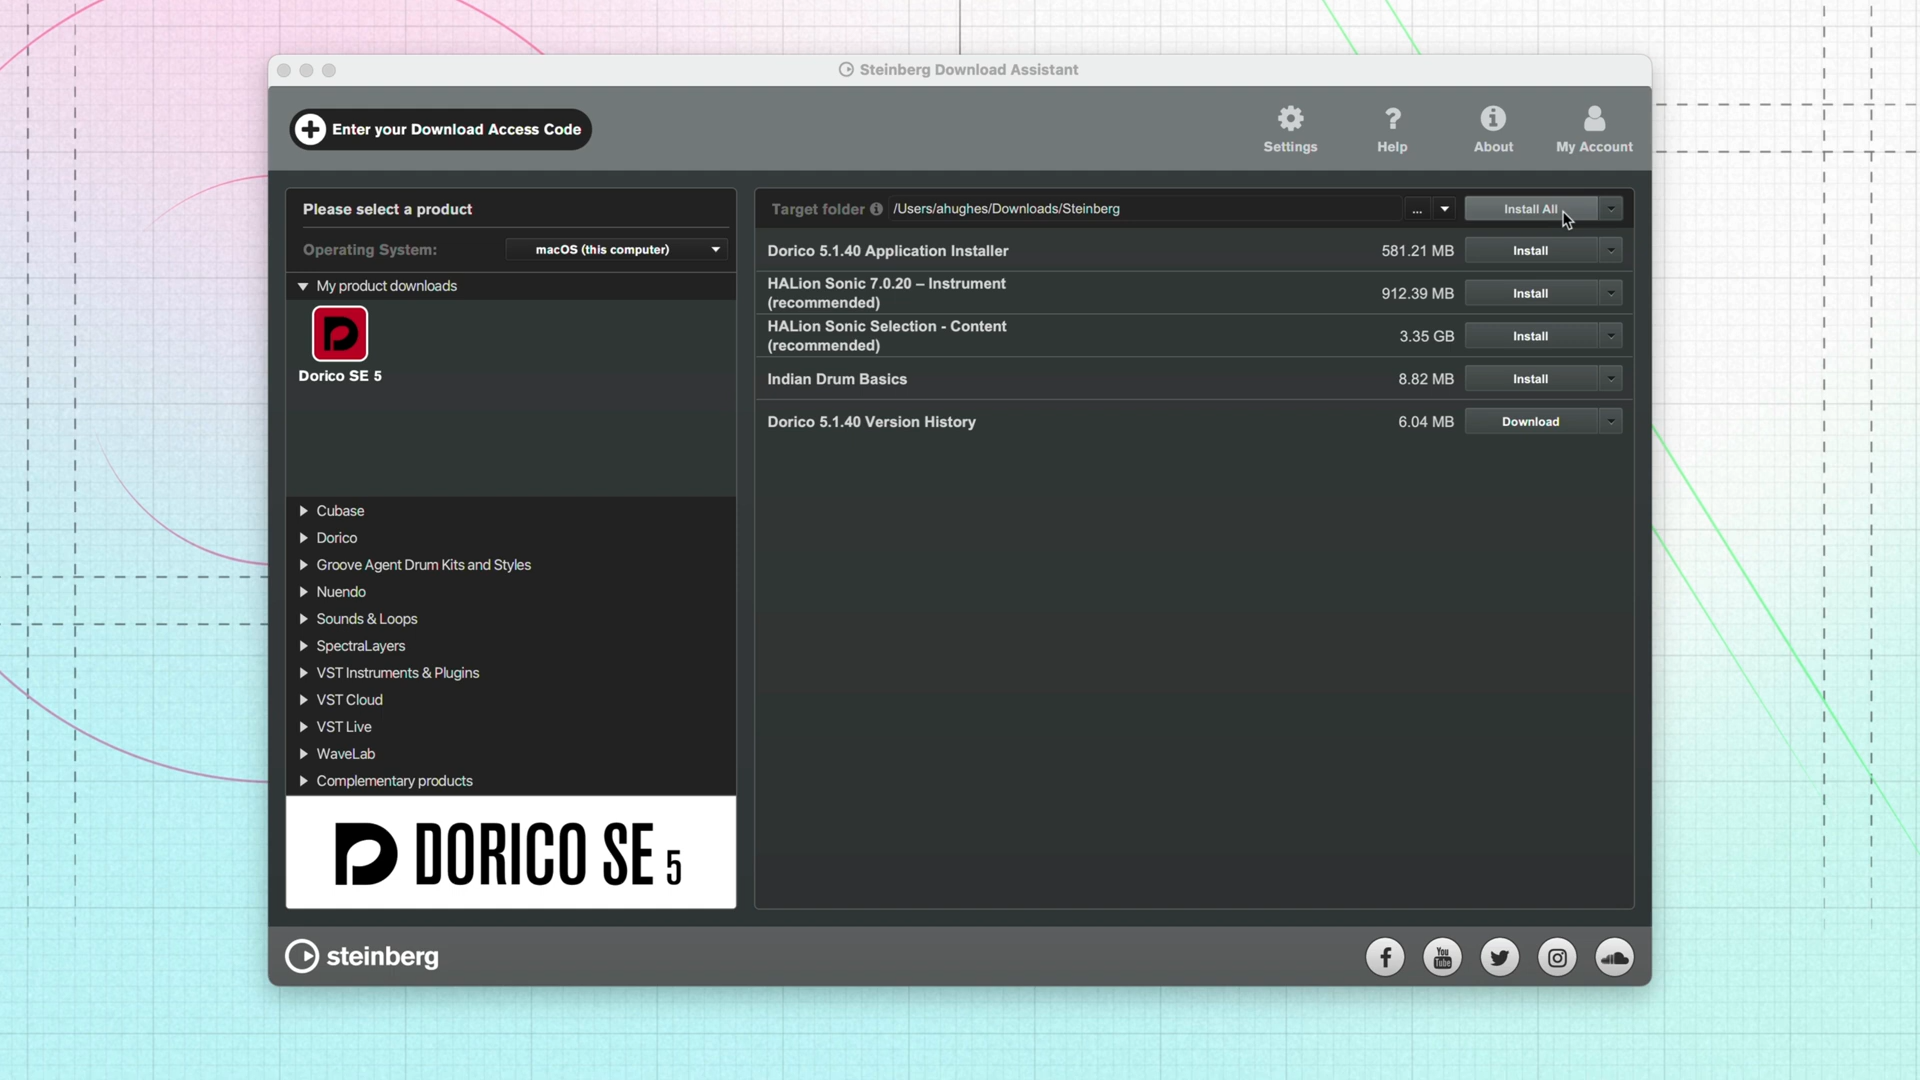 Steinberg Download Assistant
Enter your Download Access Code
Settings
Help
About
My Account
Please select a product
Operating System: macOS (this computer)
My product downloads
Dorico SE 5
Cubase
Dorico
Groove Agent Drum Kits and Styles
Nuendo
Sounds & Loops
SpectraLayers
VST Instruments & Plugins
VST Cloud
VST Live
WaveLab
Complementary products
DORICO SE 5
Target folder /Users/ahughes/Downloads/Steinberg ... Install All
Dorico 5.1.40 Application Installer 581.21 MB Install
HALion Sonic 7.0.20 – Instrument
(recommended) 912.39 MB Install
HALion Sonic Selection - Content
(recommended) 3.35 GB Install
Indian Drum Basics 8.82 MB Install
Dorico 5.1.40 Version History 6.04 MB Download
steinberg
You
Tube